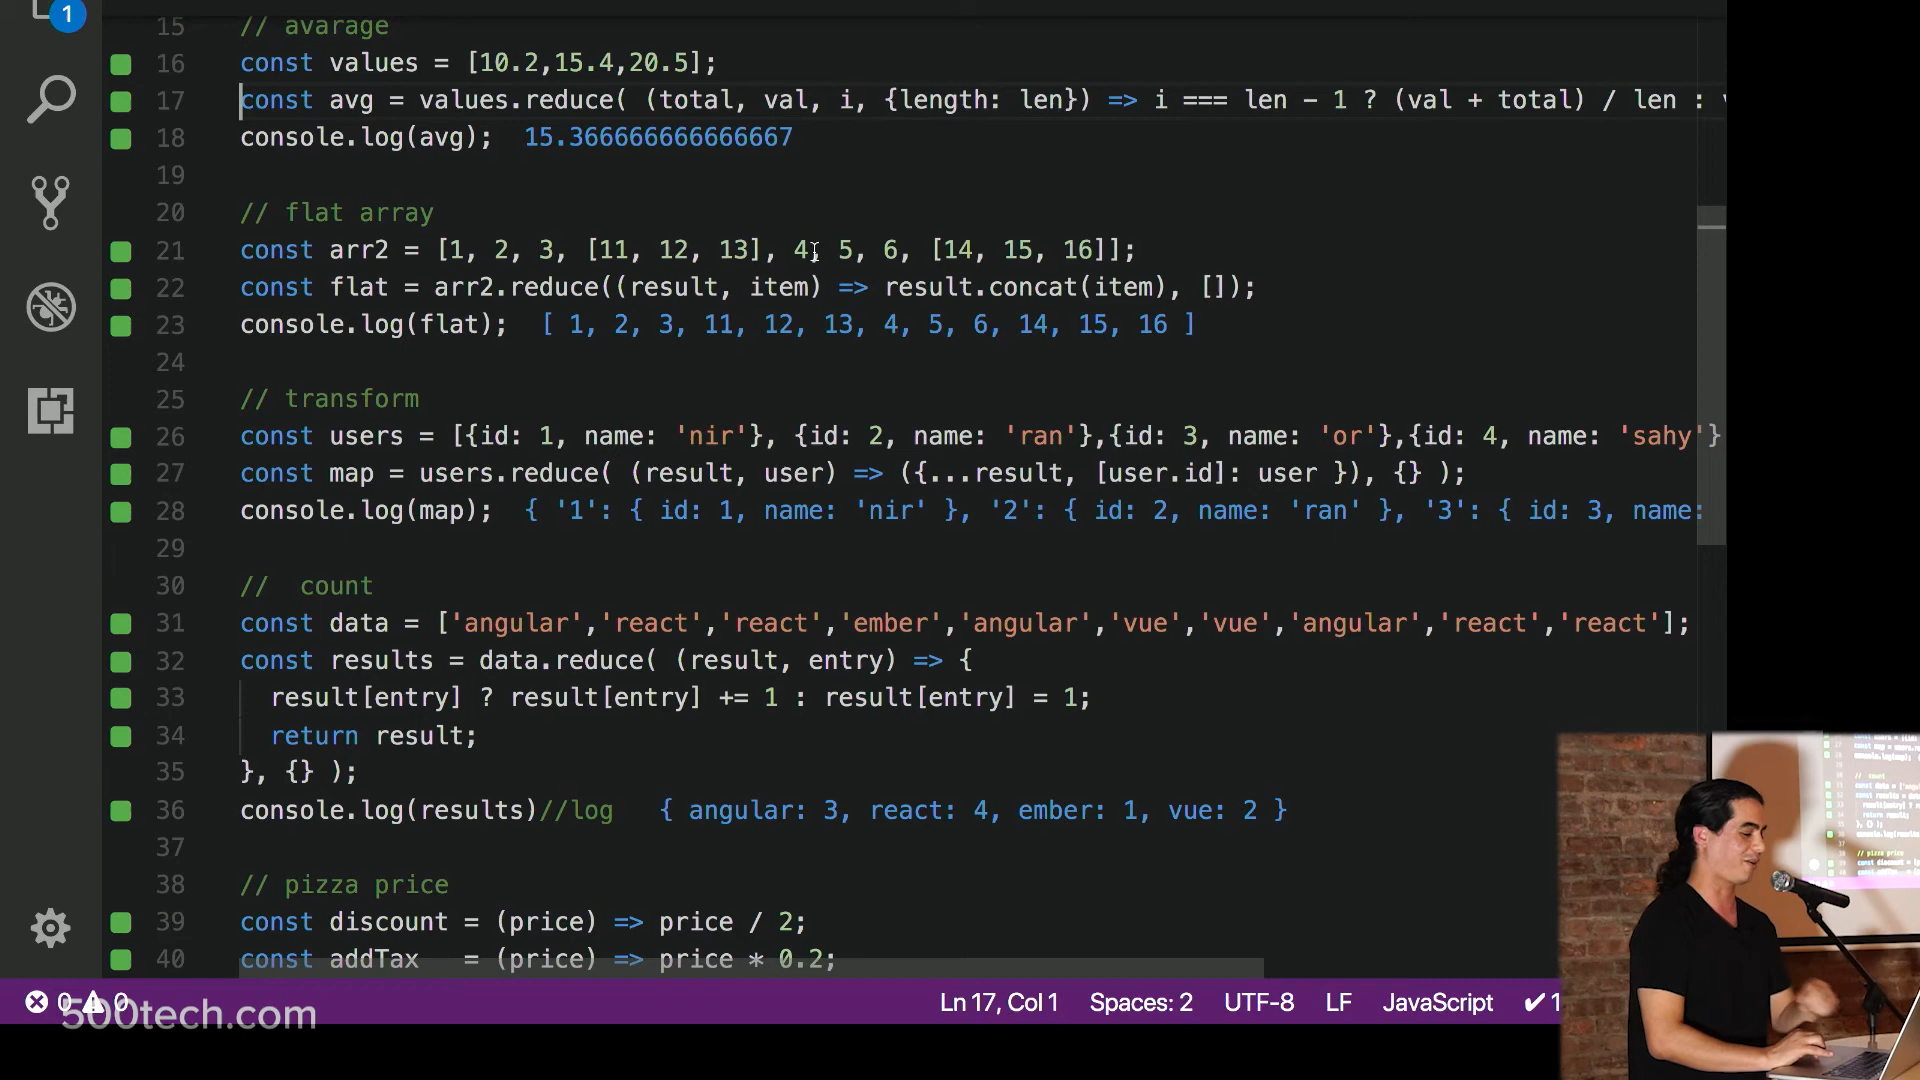 1
15 // avarage
16 const values = [10.2,15.4,20.5];
17 const avg = values.reduce( (total, val, i, {length: len}) => i === len - 1 ? (val + total) / len :
18 console.log(avg);  15.366666666666667
19
20 // flat array
21 const arr2 = [1, 2, 3, [11, 12, 13], 4, 5, 6, [14, 15, 16]];
22 const flat = arr2.reduce((result, item) => result.concat(item), []);
23 console.log(flat);  [ 1, 2, 3, 11, 12, 13, 4, 5, 6, 14, 15, 16 ]
24
25 // transform
26 const users = [{id: 1, name: 'nir'}, {id: 2, name: 'ran'},{id: 3, name: 'or'},{id: 4, name: 'sahy'}
27 const map = users.reduce( (result, user) => ({...result, [user.id]: user }), {} );
28 console.log(map);  { '1': { id: 1, name: 'nir' }, '2': { id: 2, name: 'ran' }, '3': { id: 3, name:
29
30 //  count
31 const data = ['angular','react','react','ember','angular','vue','vue','angular','react','react'];
32 const results = data.reduce( (result, entry) => {
33   result[entry] ? result[entry] += 1 : result[entry] = 1;
34   return result;
35 }, {} );
36 console.log(results)//log   { angular: 3, react: 4, ember: 1, vue: 2 }
37
38 // pizza price
39 const discount = (price) => price / 2;
40 const addTax   = (price) => price * 0.2;
0 0 Ln 17, Col 1 Spaces: 2 UTF-8 LF JavaScript ✔ 1
500tech.com